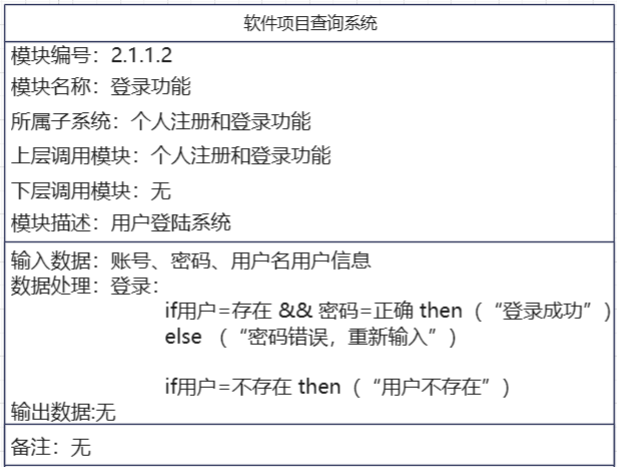 软件项目查询系统
模块编号：2.1.1.2
模块名称：登录功能
所属子系统：个人注册和登录功能
上层调用模块：个人注册和登录功能
下层调用模块：无
模块描述：用户登陆系统
输入数据：账号、密码、用户名用户信息
数据处理：登录：
if用户=存在 && 密码=正确 then（“登录成功”）
else （“密码错误，重新输入”）
if用户=不存在 then（“用户不存在”）
输出数据:无
备注：无